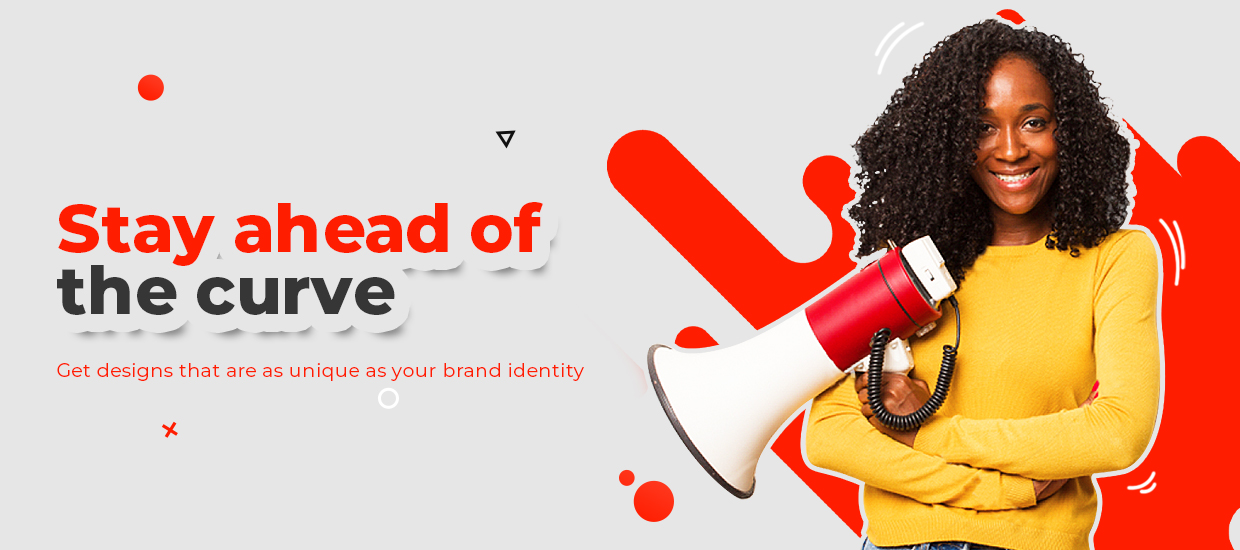 Stay ahead of
the curve
Get designs that are as unique as your brand identity